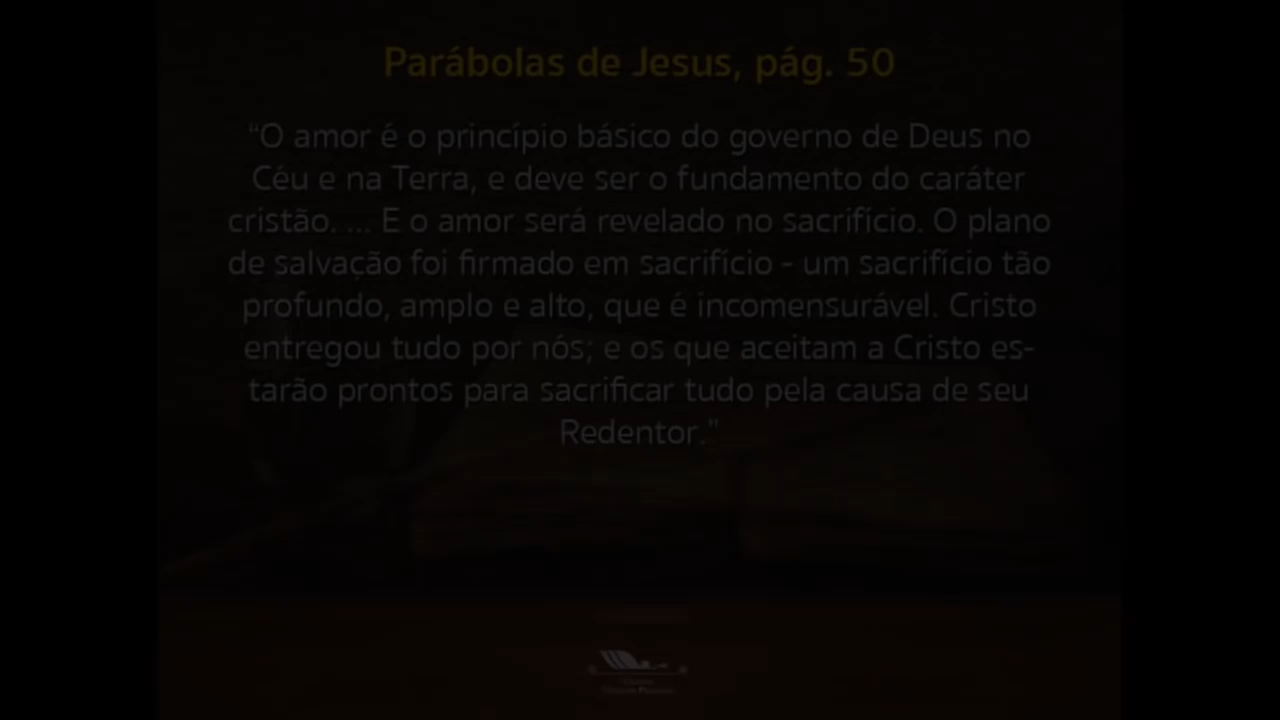 Parábolas de Jesus, pág. 50
“O amor é o princípio básico do governo de Deus no
Céu e na Terra, e deve ser o fundamento do caráter
cristão. ... E o amor será revelado no sacrifício. O plano
de salvação foi firmado em sacrifício - um sacrifício tão
profundo, amplo e alto, que é incomensurável. Cristo
entregou tudo por nós; e os que aceitam a Cristo es-
tarão prontos para sacrificar tudo pela causa de seu
Redentor.”